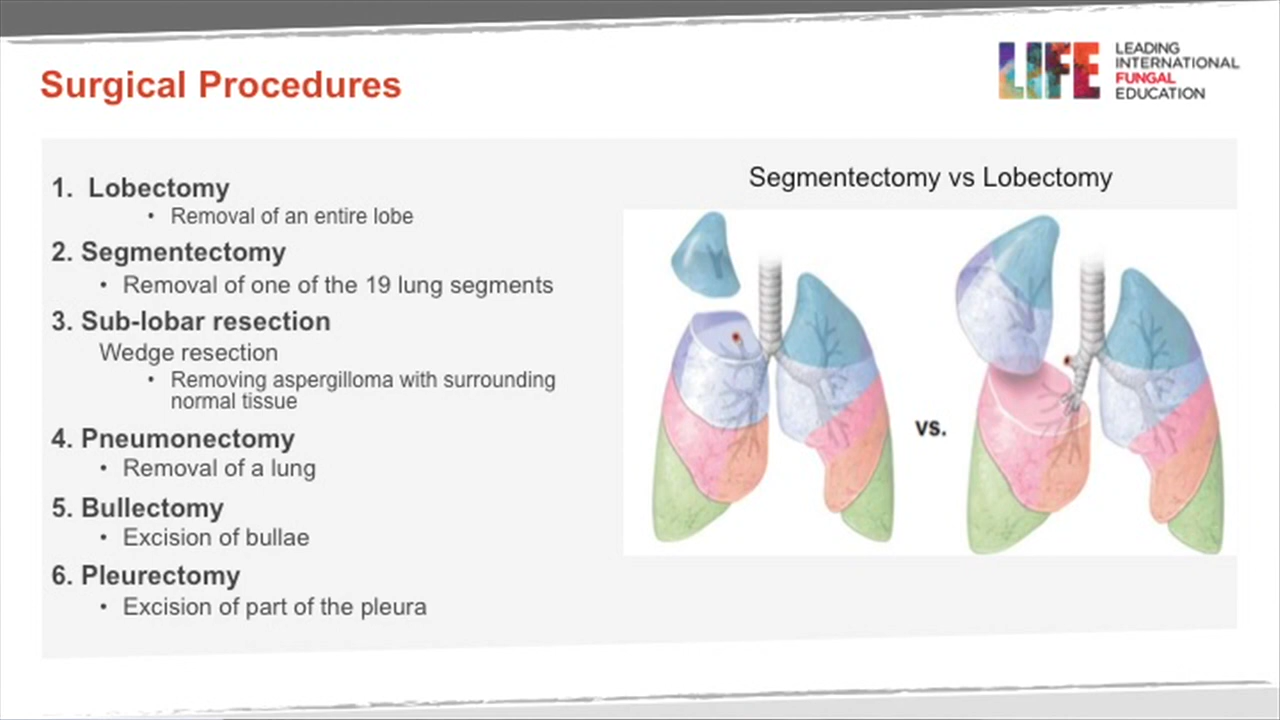 Surgical Procedures
LIFE
LEADING
INTERNATIONAL
FUNGAL
EDUCATION
1. Lobectomy
• Removal of an entire lobe
2. Segmentectomy
• Removal of one of the 19 lung segments
3. Sub-lobar resection
Wedge resection
• Removing aspergilloma with surrounding
normal tissue
4. Pneumonectomy
• Removal of a lung
5. Bullectomy
• Excision of bullae
6. Pleurectomy
• Excision of part of the pleura
Segmentectomy vs Lobectomy
vs.